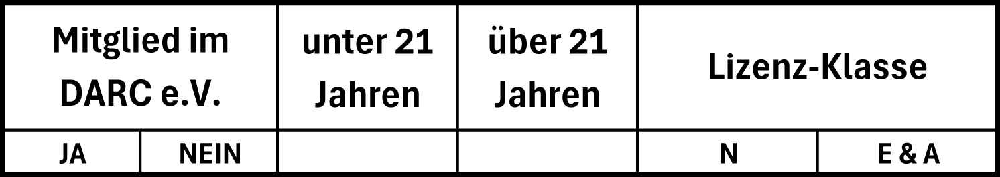 Mitglied im
DARC e.V.
unter 21
Jahren
über 21
Jahren
Lizenz-Klasse
JA
NEIN
N
E & A